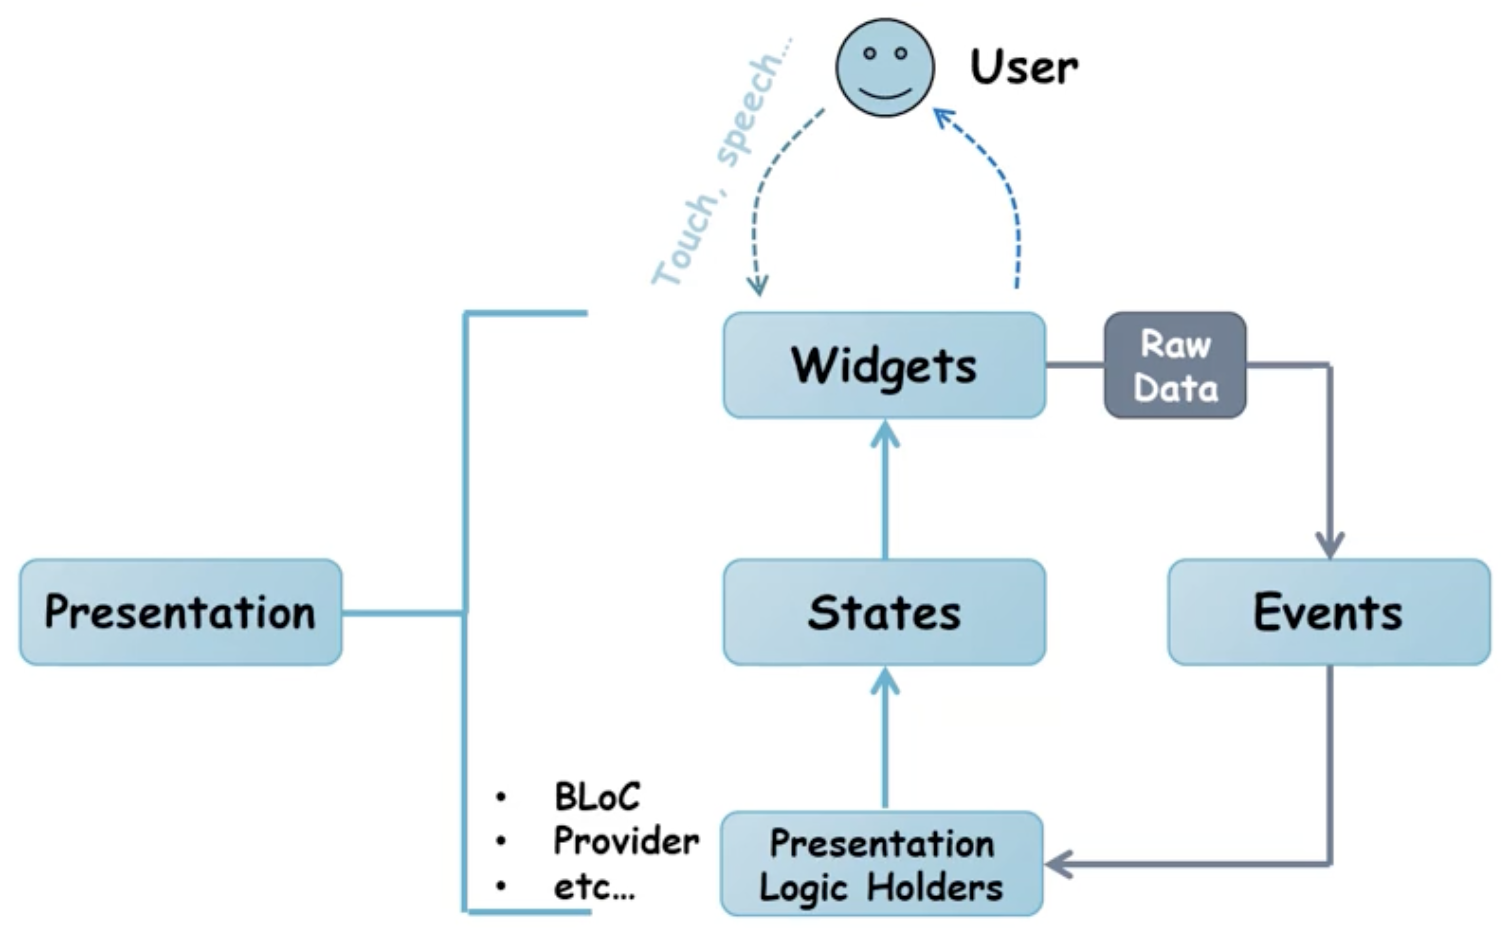 Touch, speech...
User
Widgets
Raw
Data
Presentation
States
Events
• BLoC
• Provider
• etc...
Presentation
Logic Holders